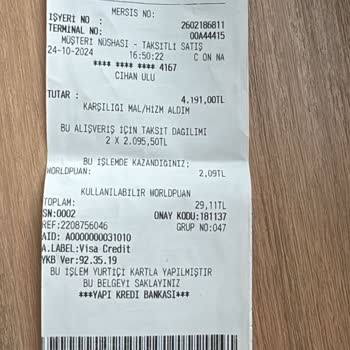 MERSIS NO:
İŞYERİ NO : 2602186811
TERMINAL NO: 00A44415
MÜŞTERİ NÜSHASI - TAKSİTLİ SATIŞ
24-10-2024 16:50:22 C ON NA
**** **** **** 4167
CIHAN ULU
TUTAR : 4.191,00TL
KARŞILIĞI MAL/HİZM ALDIM
BU ALIŞVERİŞ İÇİN TAKSİT DAĞILIMI
2 X 2.095,50TL
BU İŞLEMDE KAZANDIĞINIZ;
WORLDPUAN: 2,09TL
KULLANILABİLİR WORLDPUAN
TOPLAM: 29,11TL
SN:0002 ONAY KODU:181137
REF:2208756046 GRUP NO:047
AID: A0000000031010
A.LABEL:Visa Credit
YKB Ver:92.35.19
BU İŞLEM YURTİÇİ KARTLA YAPILMIŞTIR
BU BELGEYİ SAKLAYINIZ
***YAPI KREDİ BANKASI***